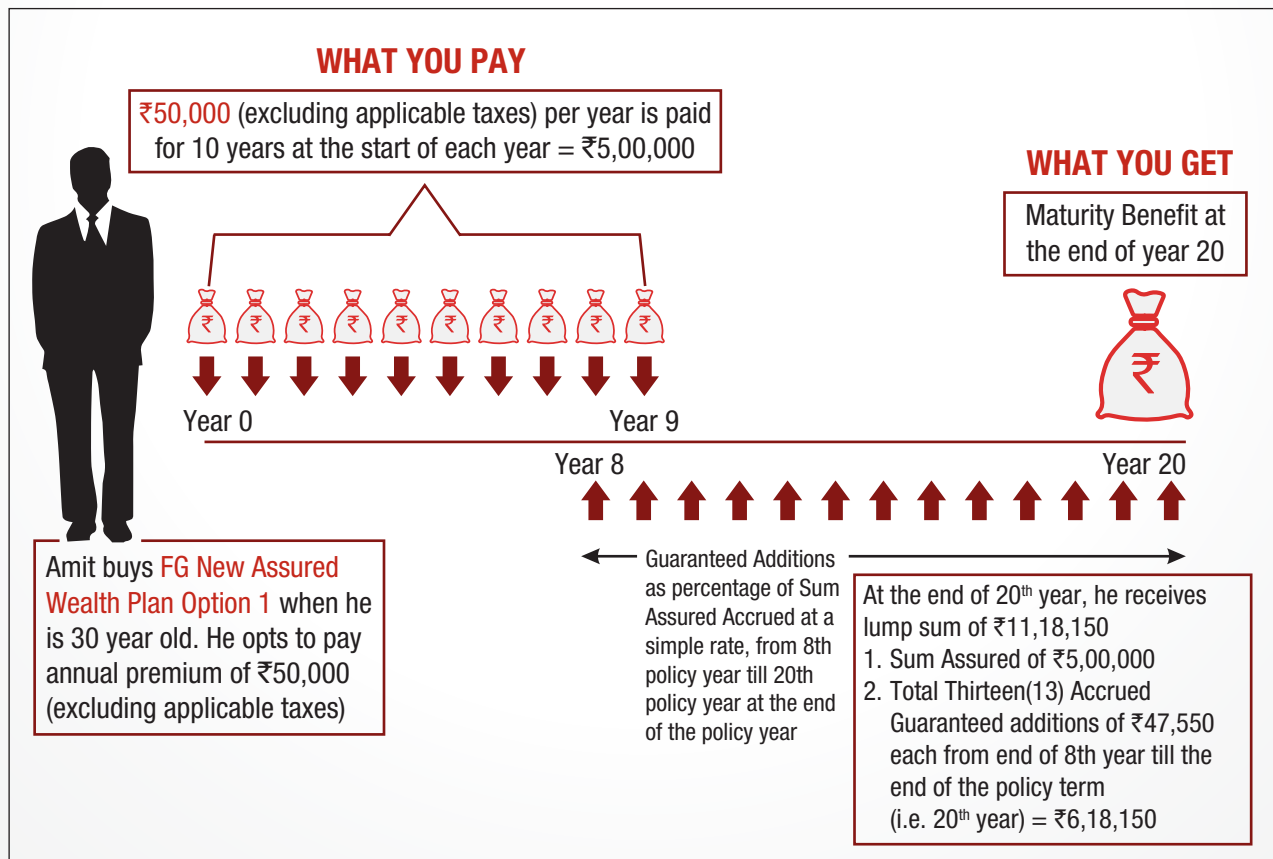 WHAT YOU PAY
₹50,000 (excluding applicable taxes) per year is paid
for 10 years at the start of each year = ₹5,00,000
WHAT YOU GET
Maturity Benefit at
the end of year 20
₹
₹
₹
₹
₹
₹
₹
₹
₹
₹
₹
Year 0
Year 9
Year 8
Year 20
Amit buys FG New Assured
Wealth Plan Option 1 when he
is 30 year old. He opts to pay
annual premium of ₹50,000
(excluding applicable taxes)
Guaranteed Additions
as percentage of Sum
Assured Accrued at a
simple rate, from 8th
policy year till 20th
policy year at the end
of the policy year
At the end of 20th year, he receives
lump sum of ₹11,18,150
1. Sum Assured of ₹5,00,000
2. Total Thirteen(13) Accrued
Guaranteed additions of ₹47,550
each from end of 8th year till the
end of the policy term
(i.e. 20th year) = ₹6,18,150